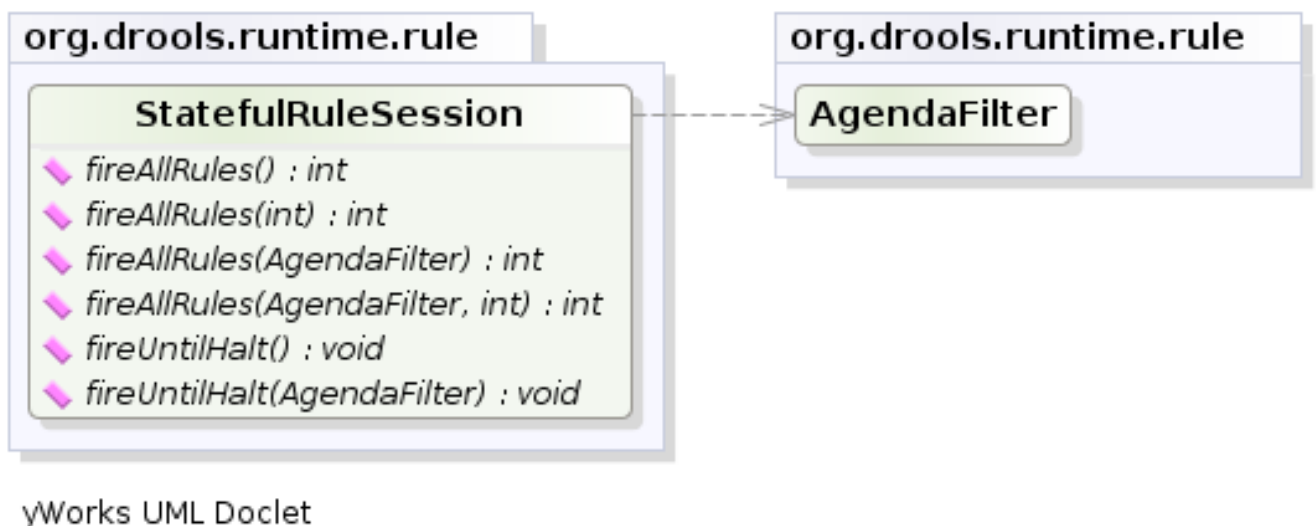 org.drools.runtime.rule
StatefulRuleSession
fireAllRules() : int
fireAllRules(int) : int
fireAllRules(AgendaFilter) : int
fireAllRules(AgendaFilter, int) : int
fireUntilHalt() : void
fireUntilHalt(AgendaFilter) : void
org.drools.runtime.rule
AgendaFilter
yWorks UML Doclet